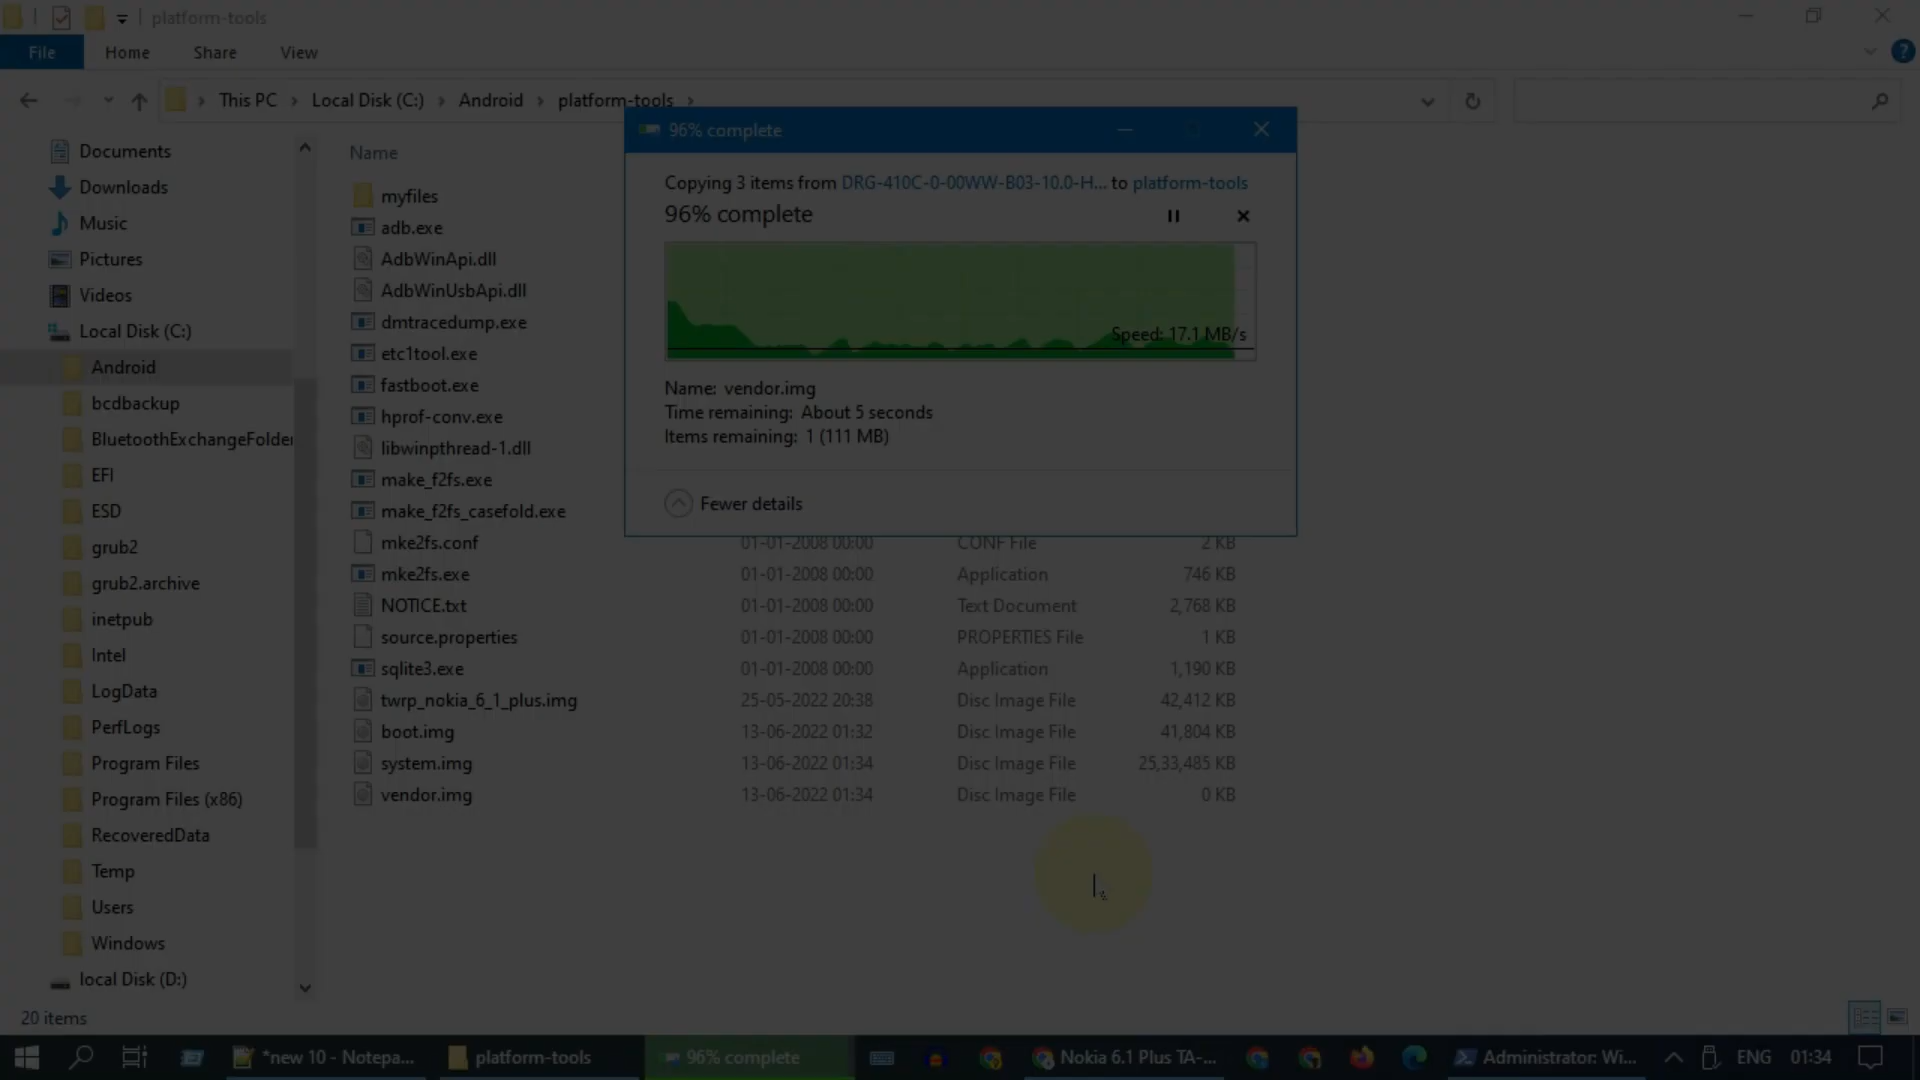 platform-tools
File Home Share View
This PC Local Disk (C:) Android platform-tools
Documents
Downloads
Music
Pictures
Videos
Local Disk (C:)
Android
bcdbackup
BluetoothExchangeFolder
EFI
ESD
grub2
grub2.archive
inetpub
Intel
LogData
PerfLogs
Program Files
Program Files (x86)
RecoveredData
Temp
Users
Windows
local Disk (D:)
Name
myfiles
adb.exe
AdbWinApi.dll
AdbWinUsbApi.dll
dmtracedump.exe
etc1tool.exe
fastboot.exe
hprof-conv.exe
libwinpthread-1.dll
make_f2fs.exe
make_f2fs_casefold.exe
mke2fs.conf 01-01-2008 00:00 CONF File 2 KB
mke2fs.exe 01-01-2008 00:00 Application 746 KB
NOTICE.txt 01-01-2008 00:00 Text Document 2,768 KB
source.properties 01-01-2008 00:00 PROPERTIES File 1 KB
sqlite3.exe 01-01-2008 00:00 Application 1,190 KB
twrp_nokia_6_1_plus.img 25-05-2022 20:38 Disc Image File 42,412 KB
boot.img 13-06-2022 01:32 Disc Image File 41,804 KB
system.img 13-06-2022 01:34 Disc Image File 25,33,485 KB
vendor.img 13-06-2022 01:34 Disc Image File 0 KB
96% complete
Copying 3 items from DRG-410C-0-00WW-B03-10.0-H... to platform-tools
96% complete
Speed: 17.1 MB/s
Name: vendor.img
Time remaining: About 5 seconds
Items remaining: 1 (111 MB)
Fewer details
20 items
*new 10 - Notepa... platform-tools 96% complete Nokia 6.1 Plus TA-... Administrator: Wi... ENG 01:34